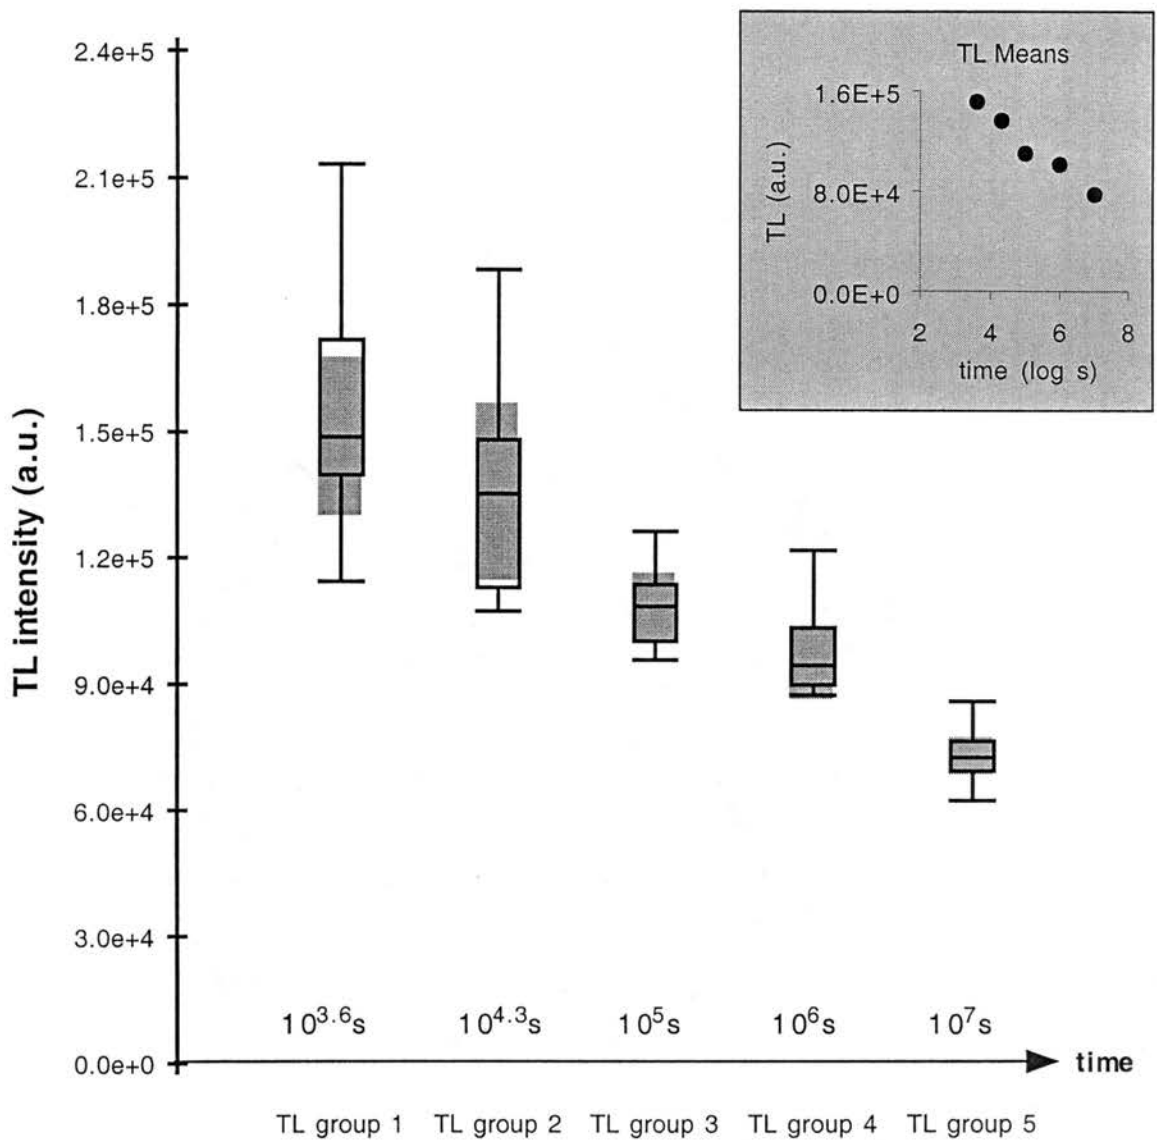 2.4e+5
2.1e+5
1.8e+5
1.5e+5
1.2e+5
9.0e+4
6.0e+4
3.0e+4
0.0e+0
TL intensity (a.u.)
10^3.6s
10^4.3s
10^5s
10^6s
10^7s
time
TL group 1
TL group 2
TL group 3
TL group 4
TL group 5
TL Means
1.6E+5
8.0E+4
0.0E+0
TL (a.u.)
2 4 6 8
time (log s)